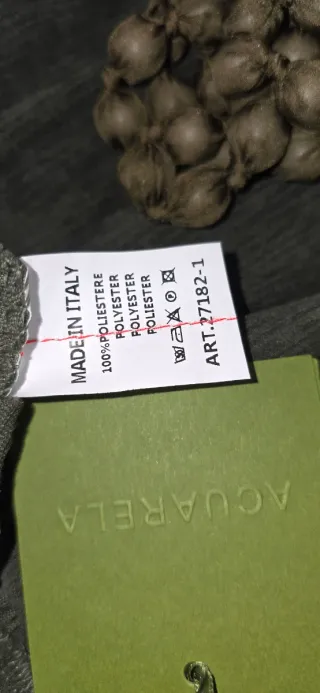 MADE IN ITALY
100%POLIESTERE
POLYESTER
POLYESTER
POLIESTER
ART.27182-1
ACUARELA